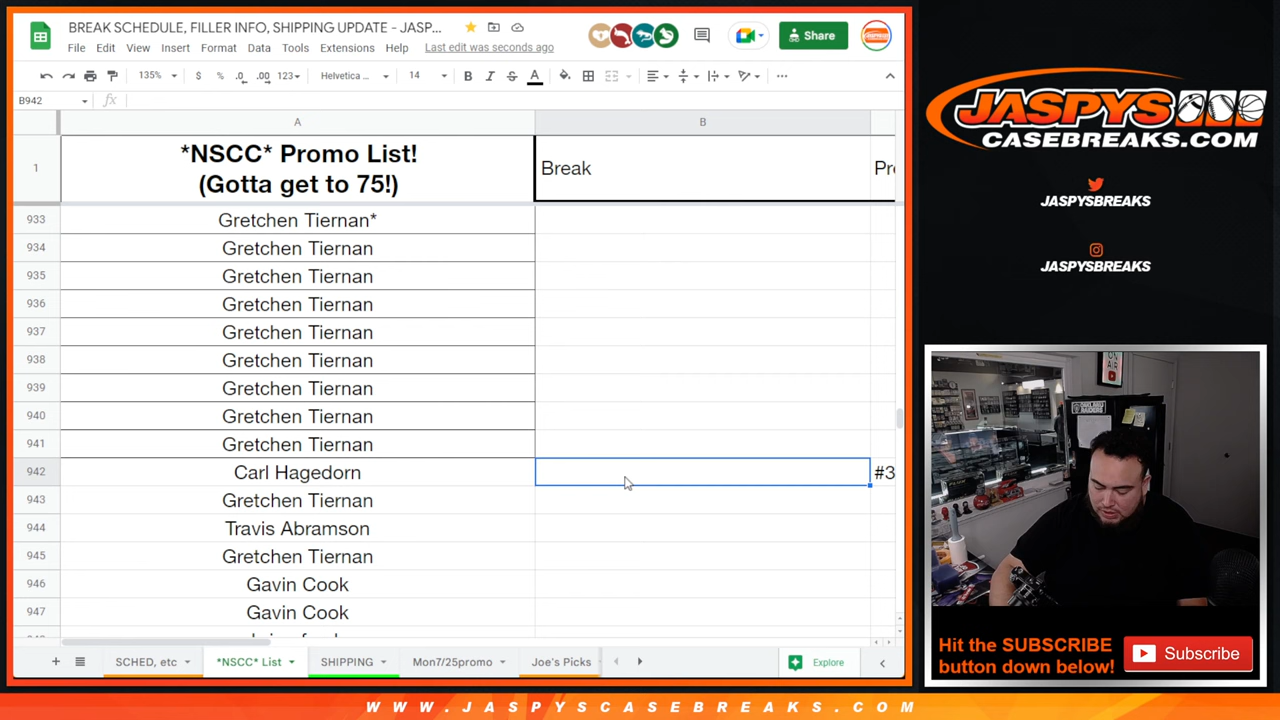 BREAK SCHEDULE, FILLER INFO, SHIPPING UPDATE - JASP...
File Edit View Insert Format Data Tools Extensions Help Last edit was seconds ago
Share
135% $ % .0 .00 123 Helvetica ... 14 B I S A
B942 fx
A B
1 *NSCC* Promo List!
(Gotta get to 75!)
Break
Pr
933 Gretchen Tiernan*
934 Gretchen Tiernan
935 Gretchen Tiernan
936 Gretchen Tiernan
937 Gretchen Tiernan
938 Gretchen Tiernan
939 Gretchen Tiernan
940 Gretchen Tiernan
941 Gretchen Tiernan
942 Carl Hagedorn #3
943 Gretchen Tiernan
944 Travis Abramson
945 Gretchen Tiernan
946 Gavin Cook
947 Gavin Cook
SCHED, etc *NSCC* List SHIPPING Mon7/25promo Joe's Picks Explore
WWW.JASPYSCASEBREAKS.COM
JASPYS
CASEBREAKS.COM
JASPYSBREAKS
JASPYSBREAKS
Hit the SUBSCRIBE
button down below!
Subscribe